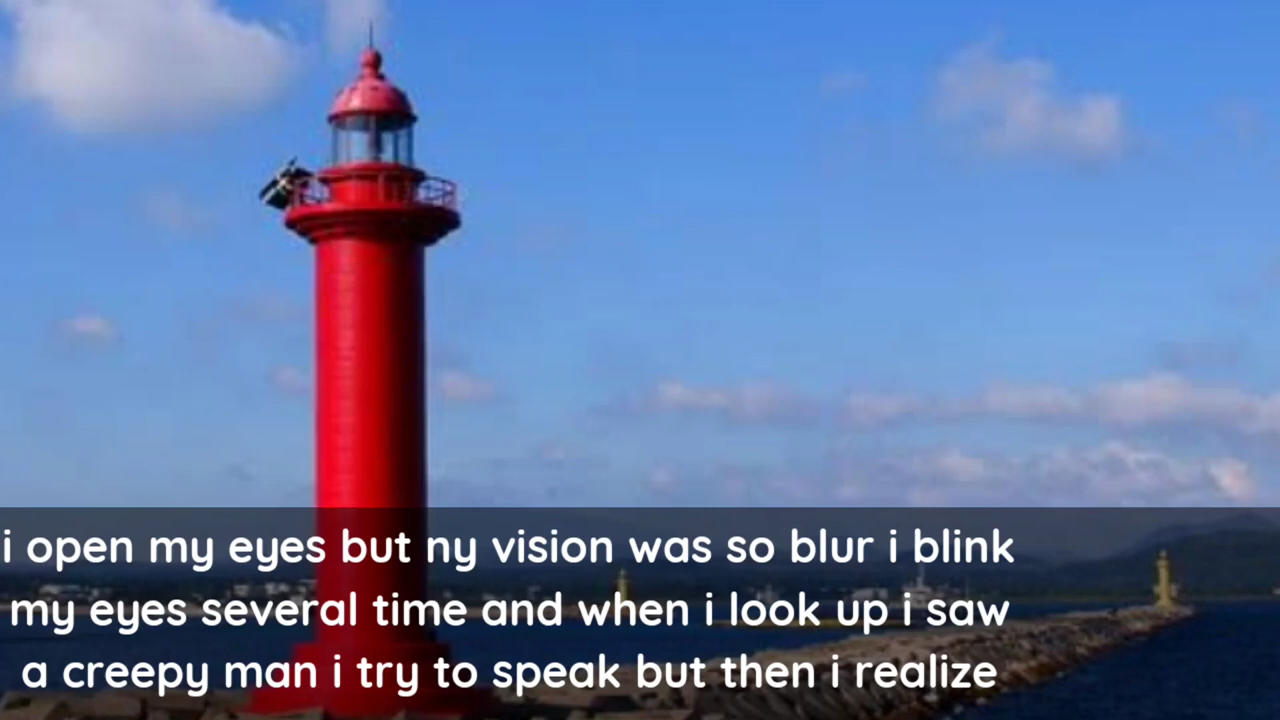 i open my eyes but ny vision was so blur i blink
my eyes several time and when i look up i saw
a creepy man i try to speak but then i realize